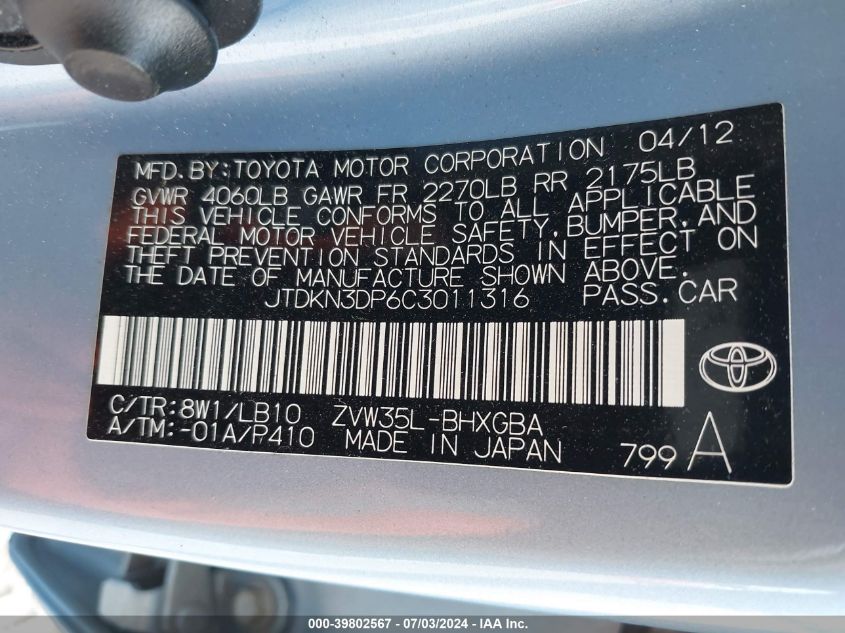 MFD.BY:TOYOTA MOTOR CORPORATION 04/12
GVWR 4060LB GAWR FR 2270LB RR 2175LB
THIS VEHICLE CONFORMS TO ALL APPLICABLE
FEDERAL MOTOR VEHICLE SAFETY,BUMPER,AND
THEFT PREVENTION STANDARDS IN EFFECT ON
THE DATE OF MANUFACTURE SHOWN ABOVE.
JTDKN3DP6C3011316 PASS.CAR
C/TR:8W1/LB10 ZVW35L-BHXGBA
A/TM:-01A/P410 MADE IN JAPAN 799 A
000-39802567 - 07/03/2024 - IAA Inc.